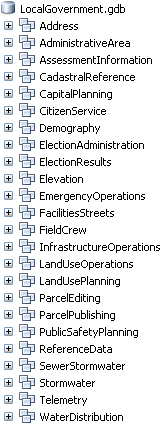 LocalGovernment.gdb
Address
AdministrativeArea
AssessmentInformation
CadastralReference
CapitalPlanning
CitizenService
Demography
ElectionAdministration
ElectionResults
Elevation
EmergencyOperations
FacilitiesStreets
FieldCrew
InfrastructureOperations
LandUseOperations
LandUsePlanning
ParcelEditing
ParcelPublishing
PublicSafetyPlanning
ReferenceData
SewerStormwater
Stormwater
Telemetry
WaterDistribution